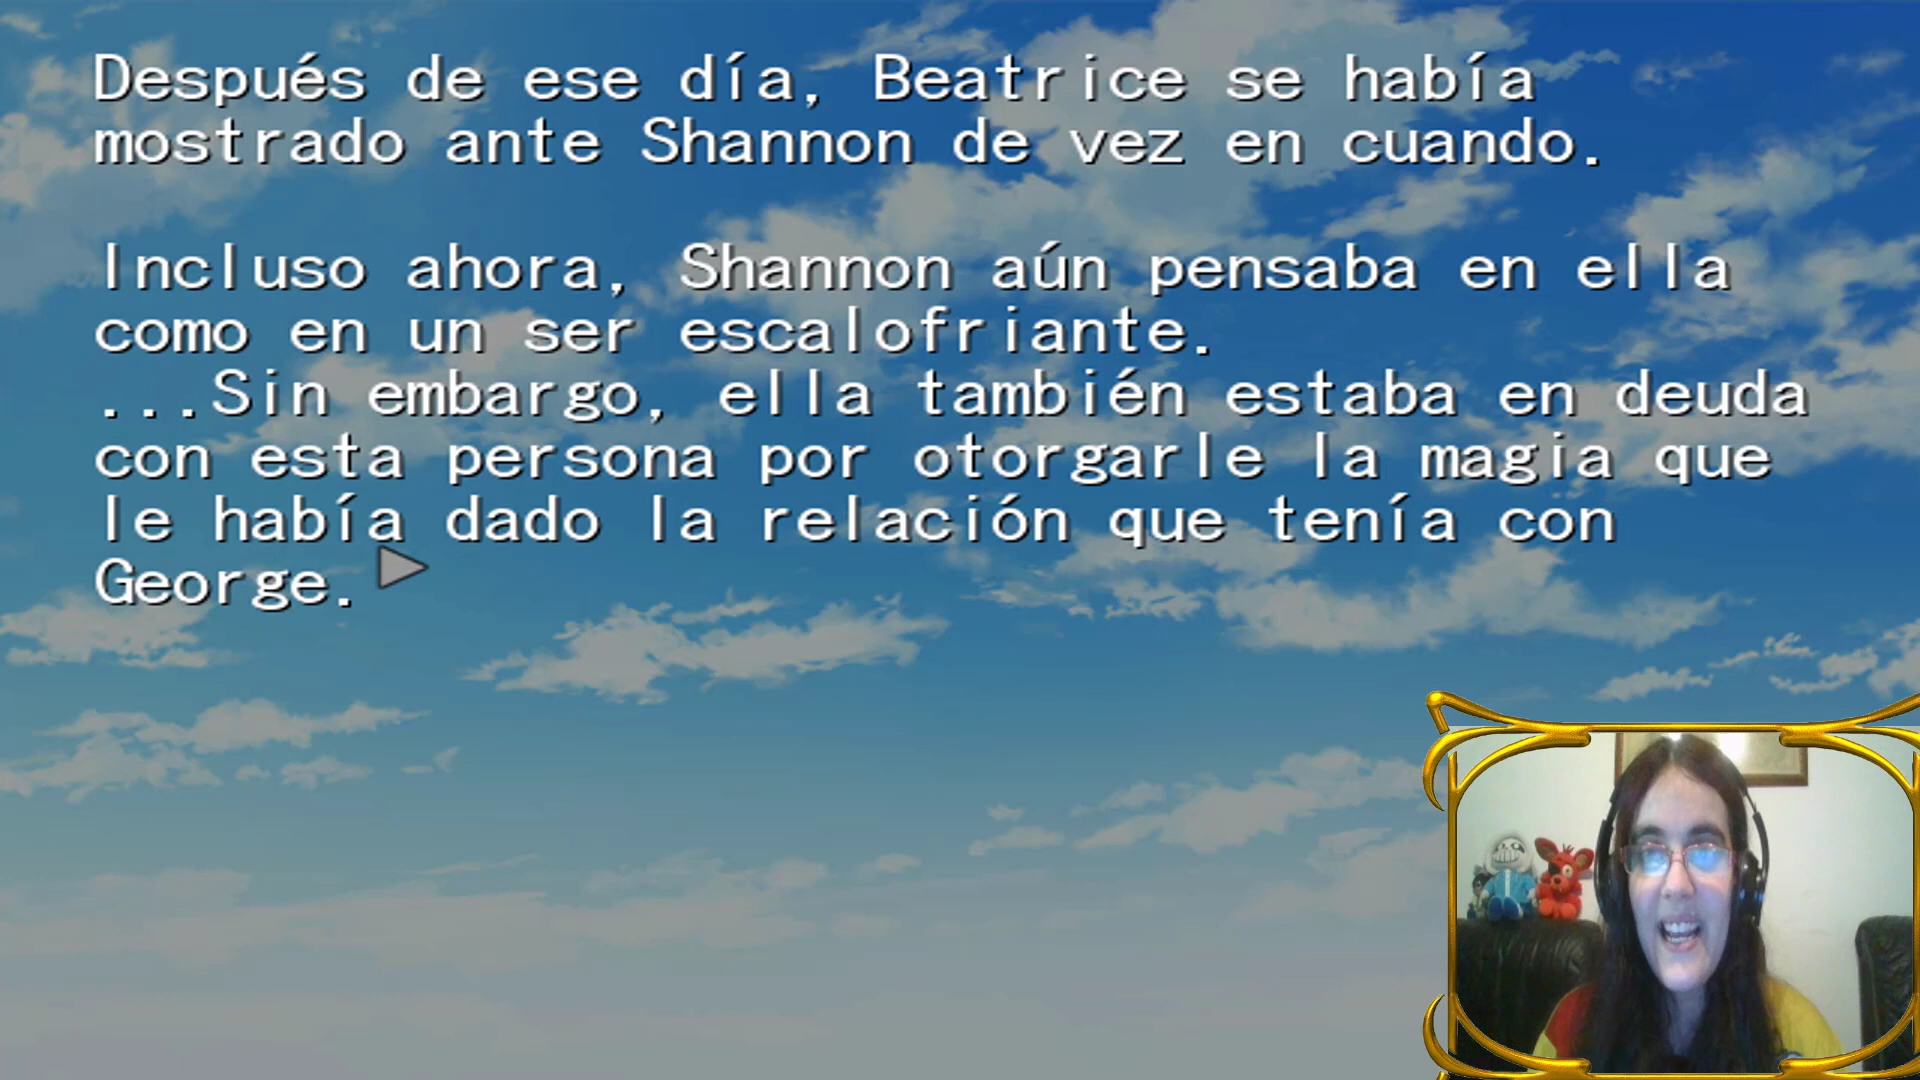 Después de ese día, Beatrice se había
mostrado ante Shannon de vez en cuando.
Incluso ahora, Shannon aún pensaba en ella
como en un ser escalofriante.
...Sin embargo, ella también estaba en deuda
con esta persona por otorgarle la magia que
le había dado la relación que tenía con
George.